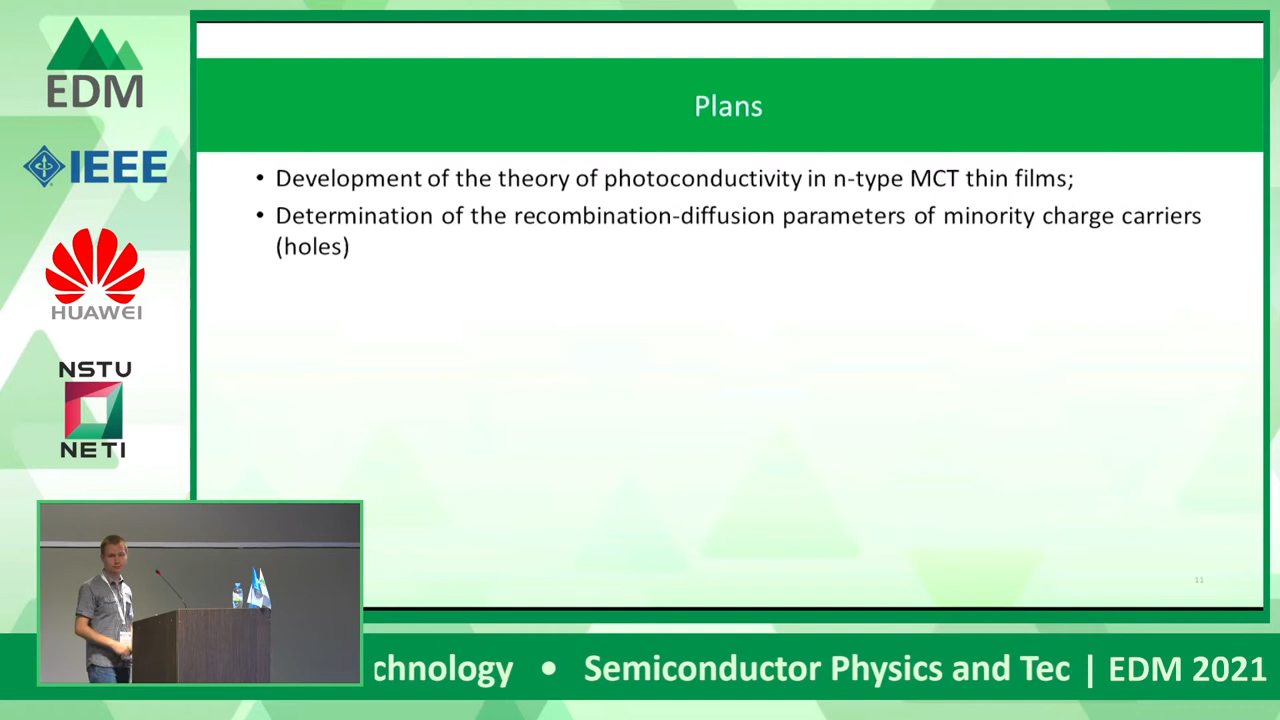 EDM
IEEE
HUAWEI
NSTU
NETI
Plans
• Development of the theory of photoconductivity in n-type MCT thin films;
• Determination of the recombination-diffusion parameters of minority charge carriers
(holes)
11
chnology • Semiconductor Physics and Tec | EDM 2021